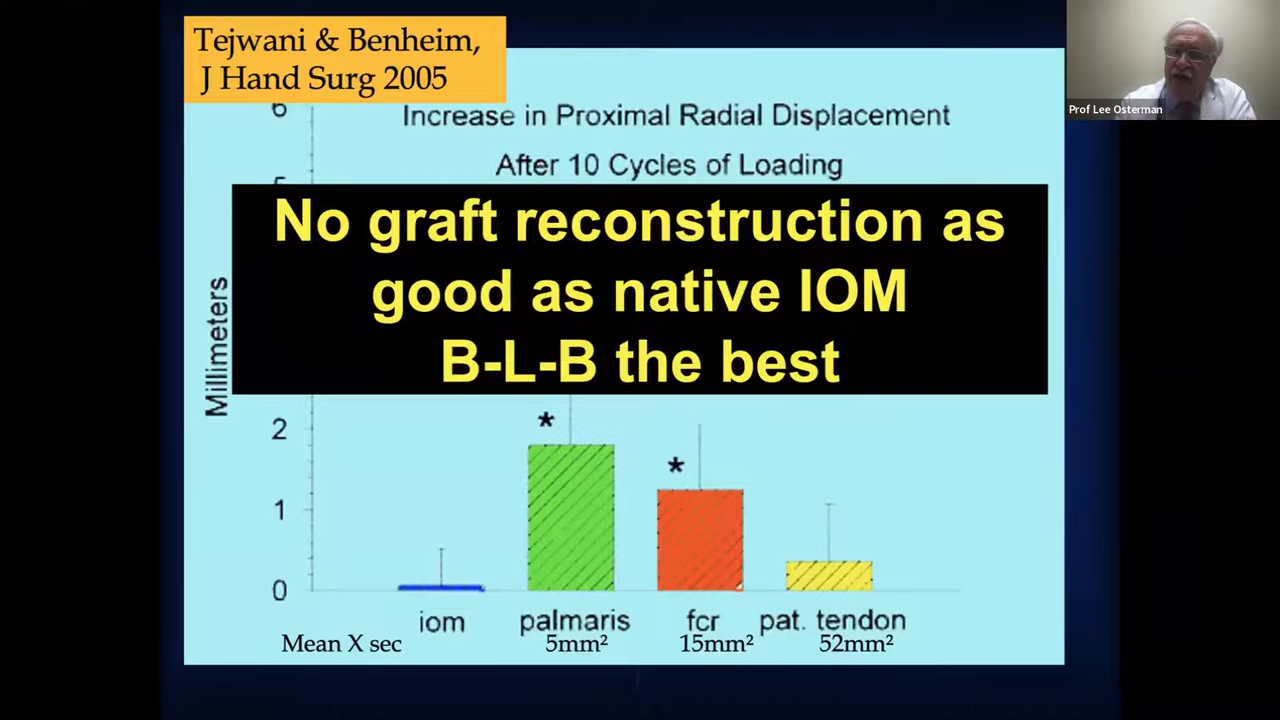 Tejwani & Benheim,
J Hand Surg 2005
Prof Lee Osterman
6
Increase in Proximal Radial Displacement
After 10 Cycles of Loading
5
No graft reconstruction as
good as native IOM
B-L-B the best
Millimeters
2
*
*
1
0
iom palmaris fcr pat. tendon
Mean X sec 5mm² 15mm² 52mm²